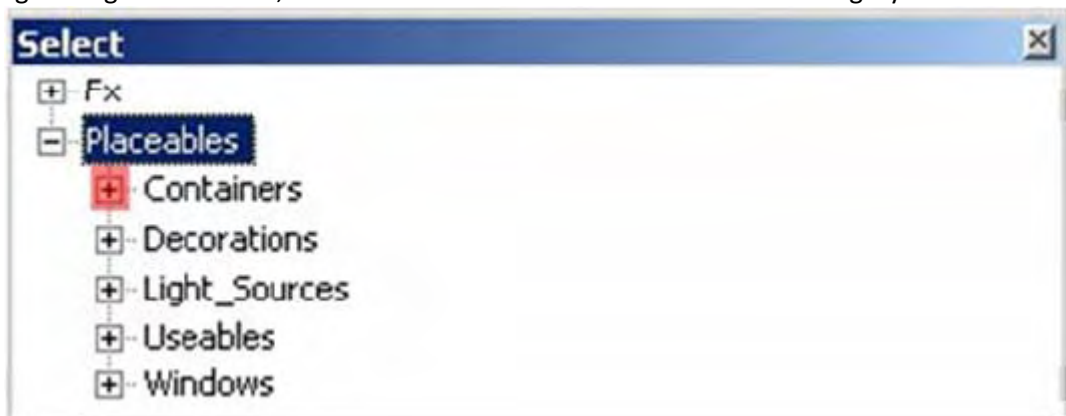 Select
Fx
Placeables
Containers
Decorations
Light_Sources
Useables
Windows